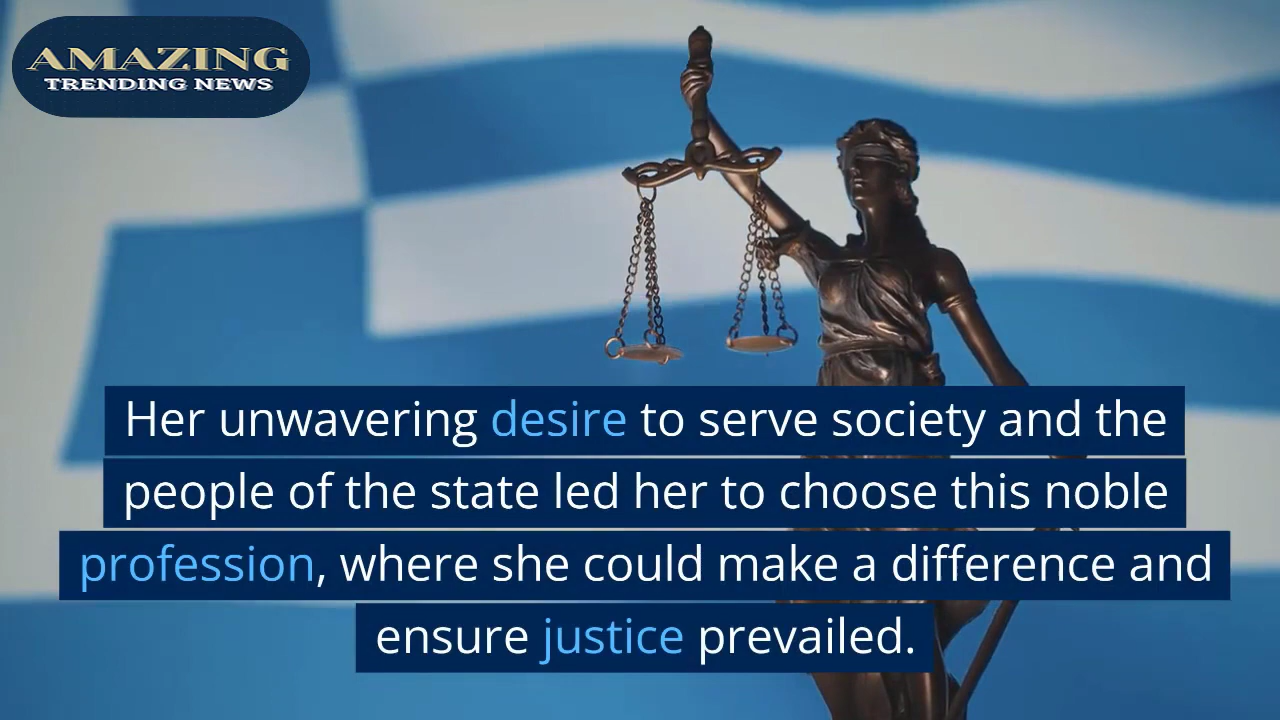 AMAZING
TRENDING NEWS
Her unwavering desire to serve society and the
people of the state led her to choose this noble
profession, where she could make a difference and
ensure justice prevailed.